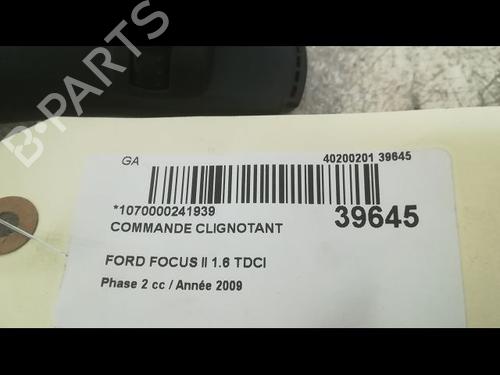 B-PARTS
GA
40200201 39645
*1070000241939
39645
COMMANDE CLIGNOTANT
FORD FOCUS II 1.6 TDCI
Phase 2 cc / Année 2009